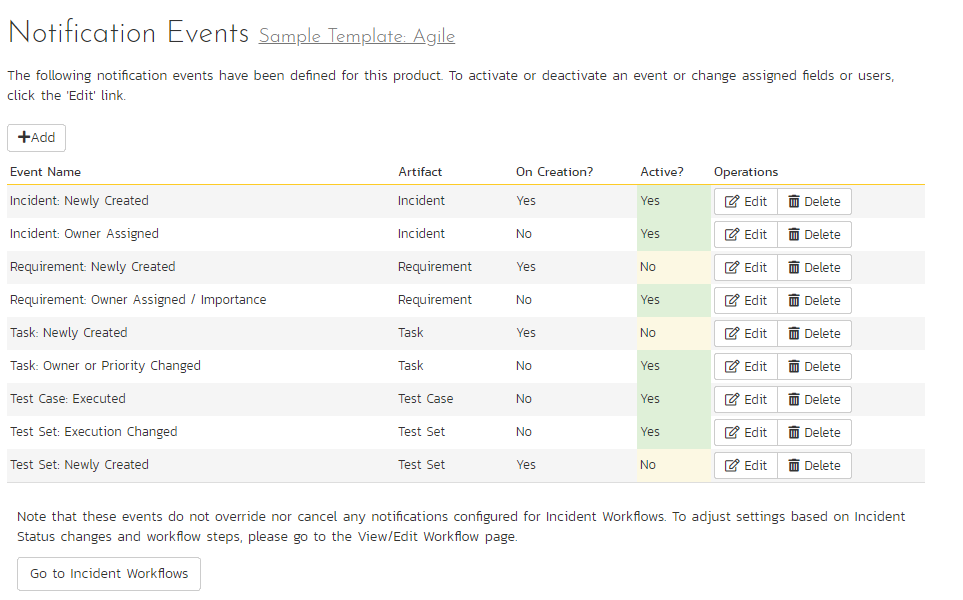 Notification Events Sample Template: Agile
The following notification events have been defined for this product. To activate or deactivate an event or change assigned fields or users,
click the 'Edit' link.
+Add
Event Name Artifact On Creation? Active? Operations
Incident: Newly Created Incident Yes Yes Edit Delete
Incident: Owner Assigned Incident No Yes Edit Delete
Requirement: Newly Created Requirement Yes No Edit Delete
Requirement: Owner Assigned / Importance Requirement No Yes Edit Delete
Task: Newly Created Task Yes No Edit Delete
Task: Owner or Priority Changed Task No Yes Edit Delete
Test Case: Executed Test Case No Yes Edit Delete
Test Set: Execution Changed Test Set No Yes Edit Delete
Test Set: Newly Created Test Set Yes No Edit Delete
Note that these events do not override nor cancel any notifications configured for Incident Workflows. To adjust settings based on Incident
Status changes and workflow steps, please go to the View/Edit Workflow page.
Go to Incident Workflows